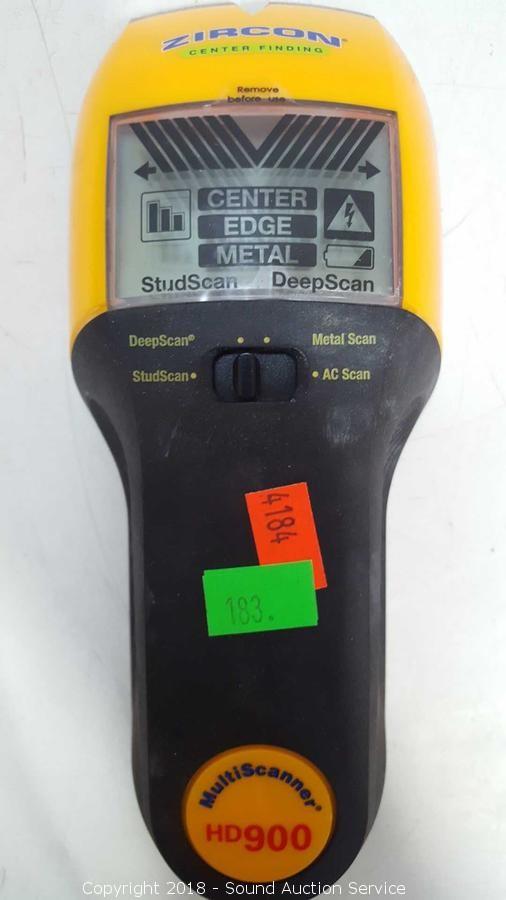 ZIRCON®
CENTER FINDING
Remove
before use
CENTER
EDGE
METAL
StudScan DeepScan
DeepScan® Metal Scan
StudScan • • AC Scan
4184
183.
MultiScanner®
HD900
Copyright 2018 - Sound Auction Service